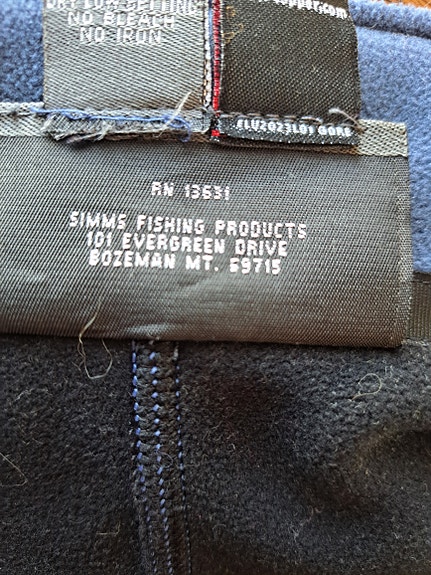 DRY LOW SETTING
NO BLEACH
NO IRON
RN 13631
SIMMS FISHING PRODUCTS
101 EVERGREEN DRIVE
BOZEMAN MT. 59715